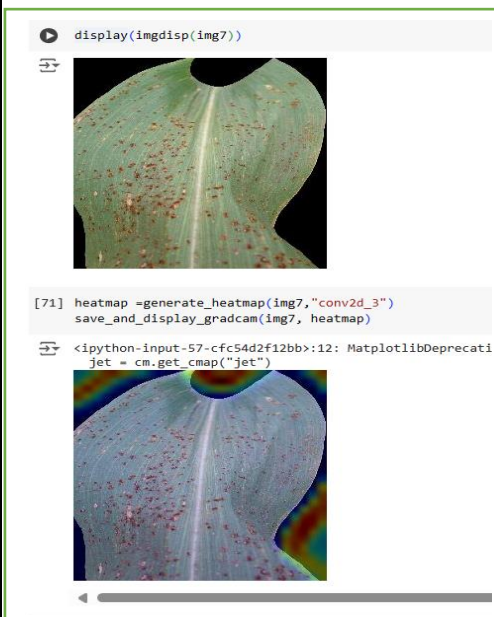 display(imgdisp(img7))
[71] heatmap =generate_heatmap(img7,"conv2d_3")
save_and_display_gradcam(img7, heatmap)
<ipython-input-57-cfc54d2f12bb>:12: MatplotlibDeprecati
jet = cm.get_cmap("jet")